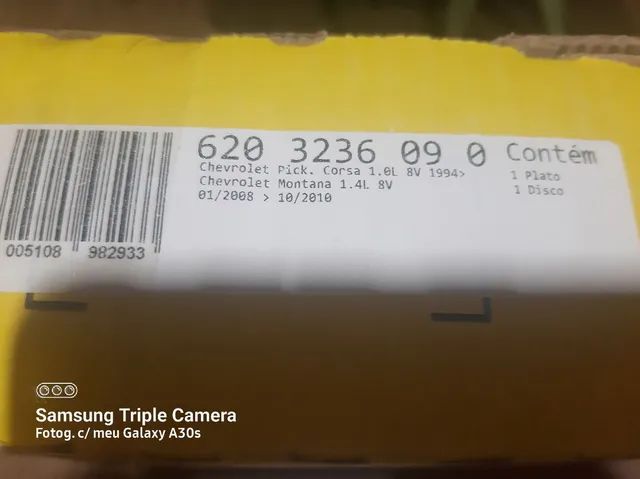 620 3236 09 0
Chevrolet Pick. Corsa 1.0L 8V 1994>
Chevrolet Montana 1.4L 8V
01/2008 > 10/2010
Contém
1 Plato
1 Disco
005108 982933
Samsung Triple Camera
Fotog. c/ meu Galaxy A30s